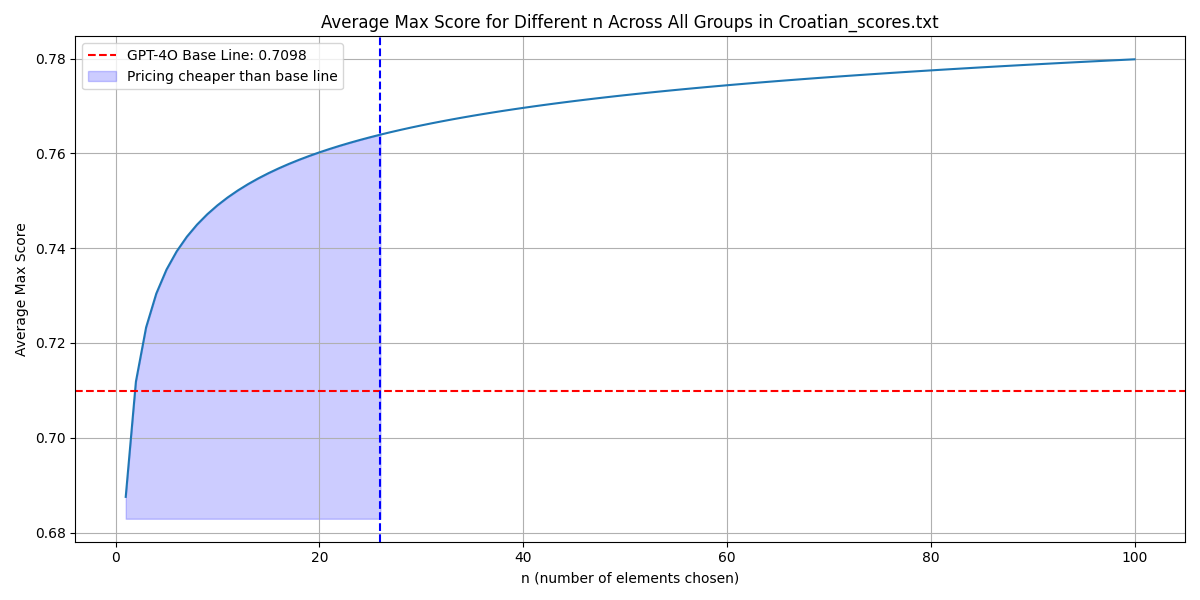 Average Max Score for Different n Across All Groups in Croatian_scores.txt
GPT-4O Base Line: 0.7098
Pricing cheaper than base line
Average Max Score
0.78
0.76
0.74
0.72
0.70
0.68
0
20
40
60
80
100
n (number of elements chosen)